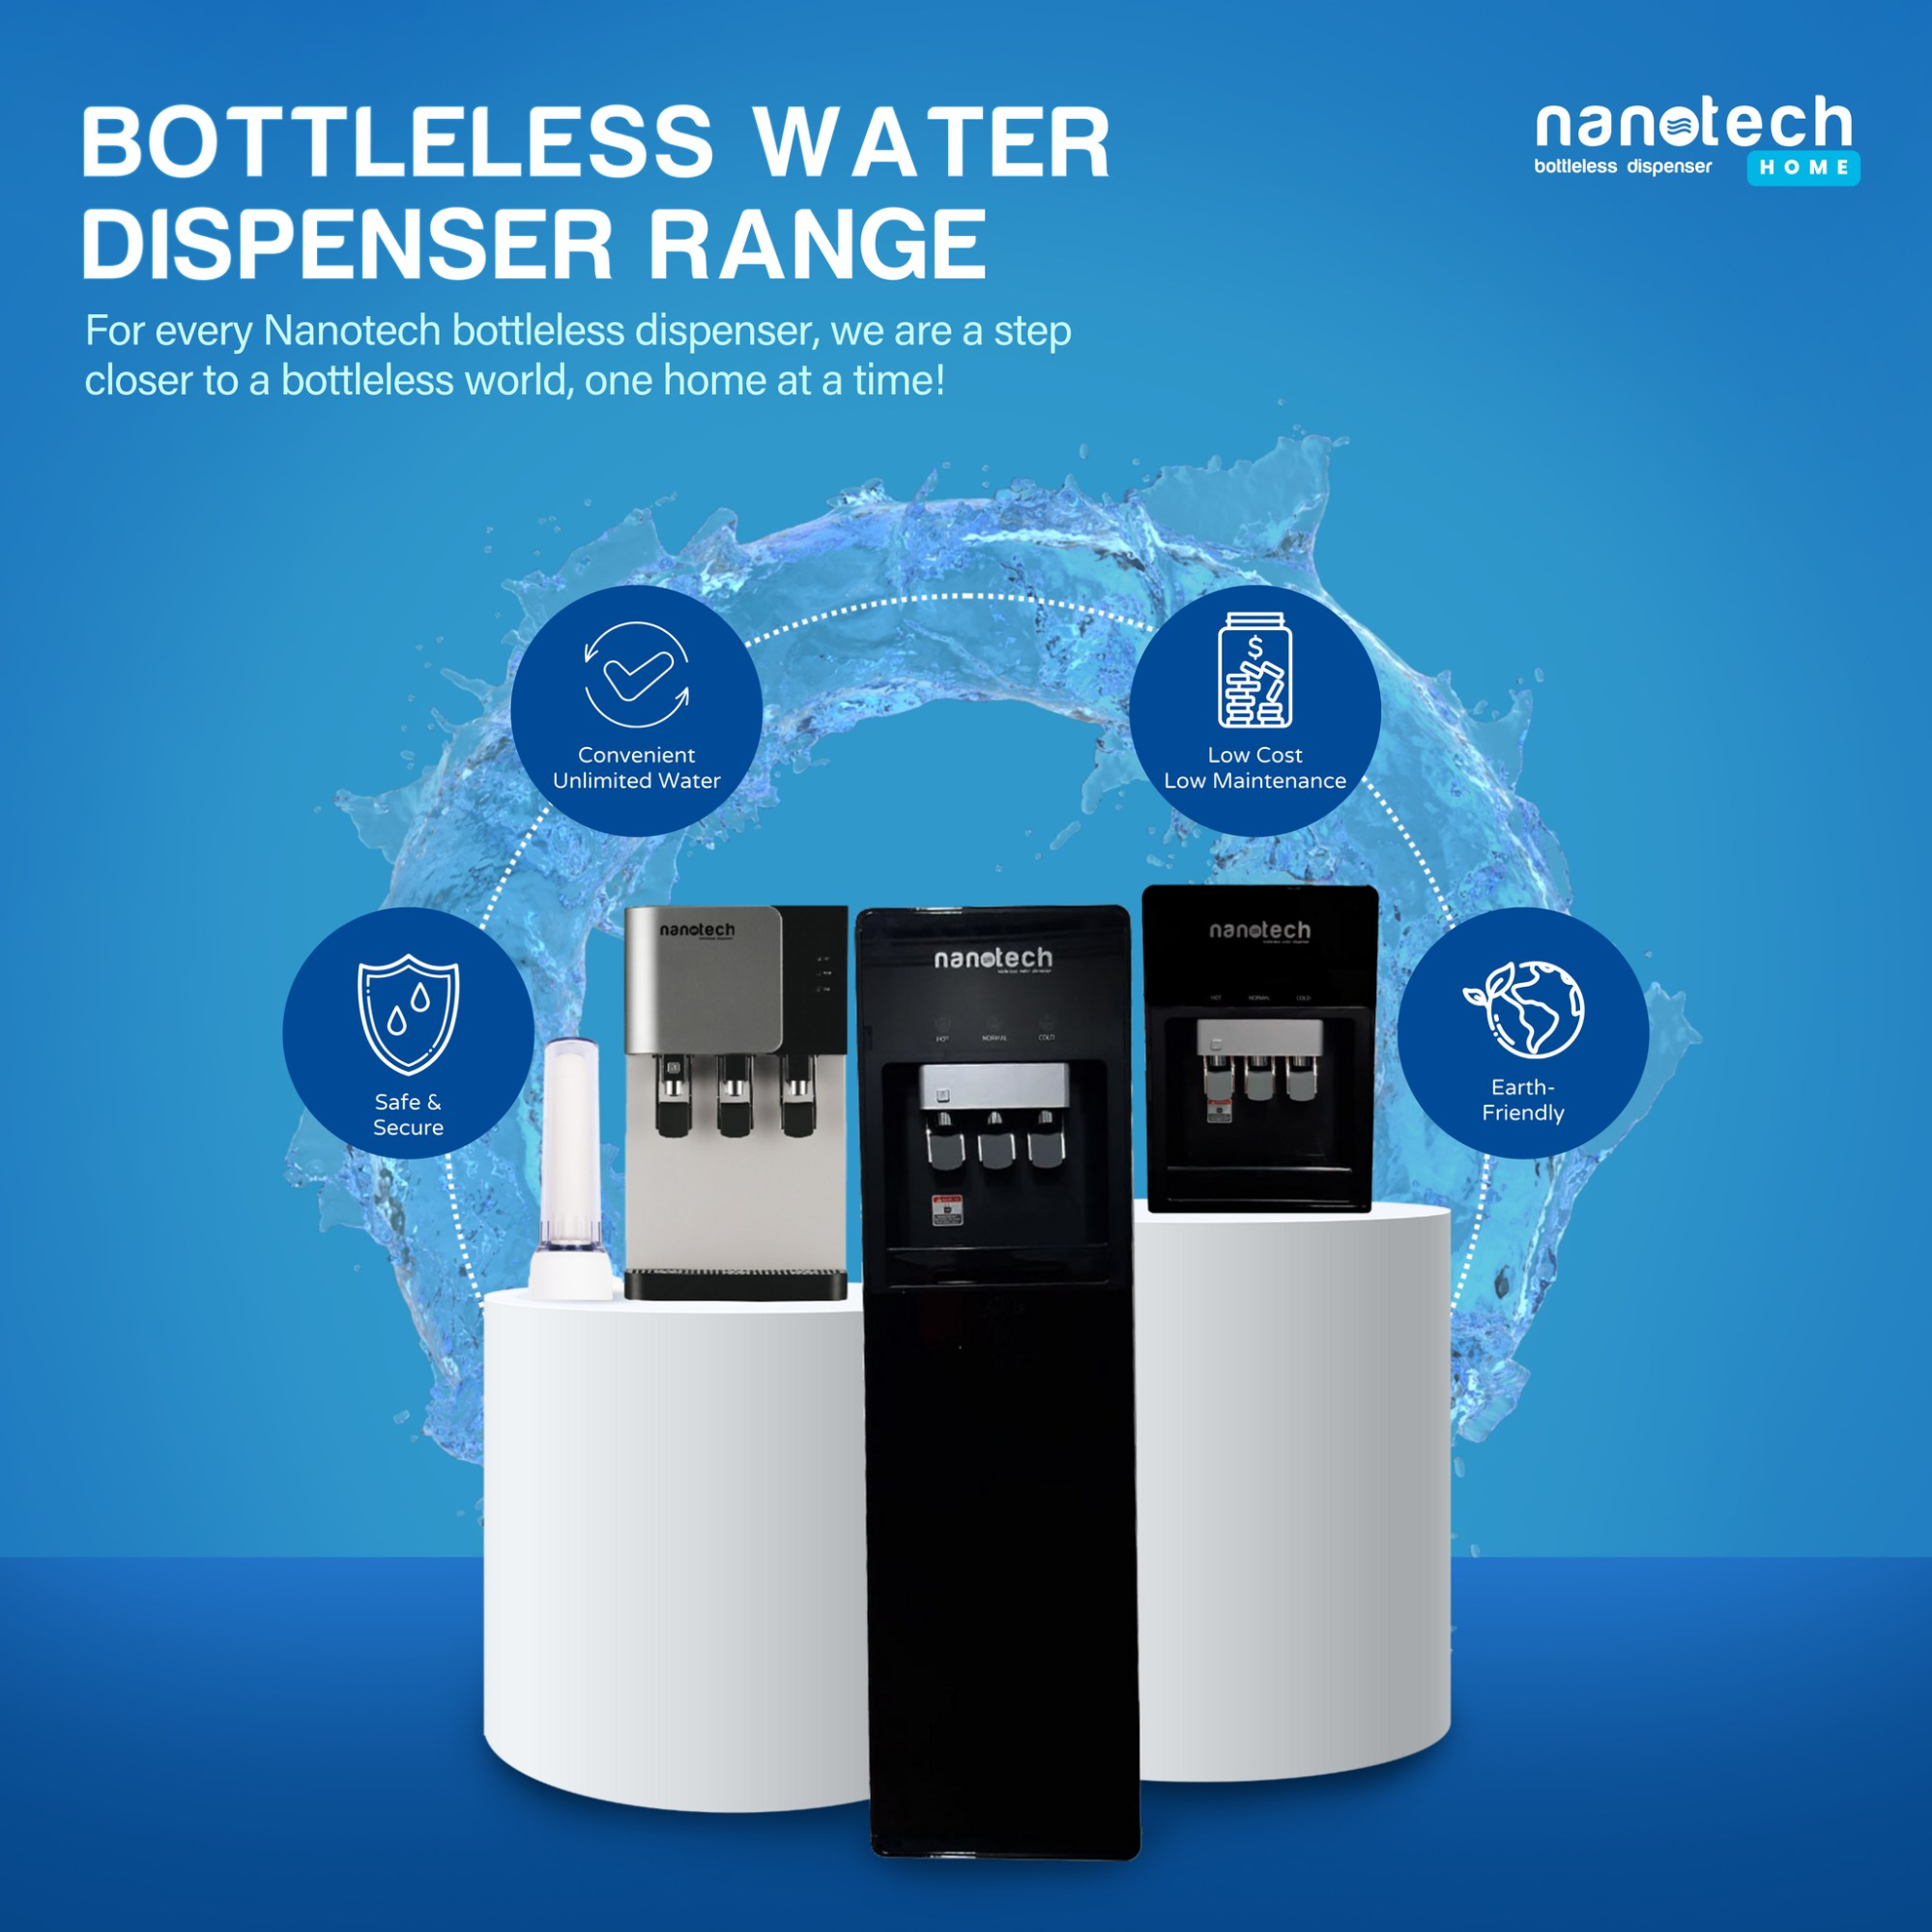 BOTTLELESS WATER
DISPENSER RANGE
For every Nanotech bottleless dispenser, we are a step
closer to a bottleless world, one home at a time!
nanotech
bottleless dispenser
HOME
Convenient
Unlimited Water
$
Low Cost
Low Maintenance
Safe &
Secure
Earth-
Friendly
nanotech
nanotech
HOT NORMAL COLD
nanotech
HOT NORMAL COLD